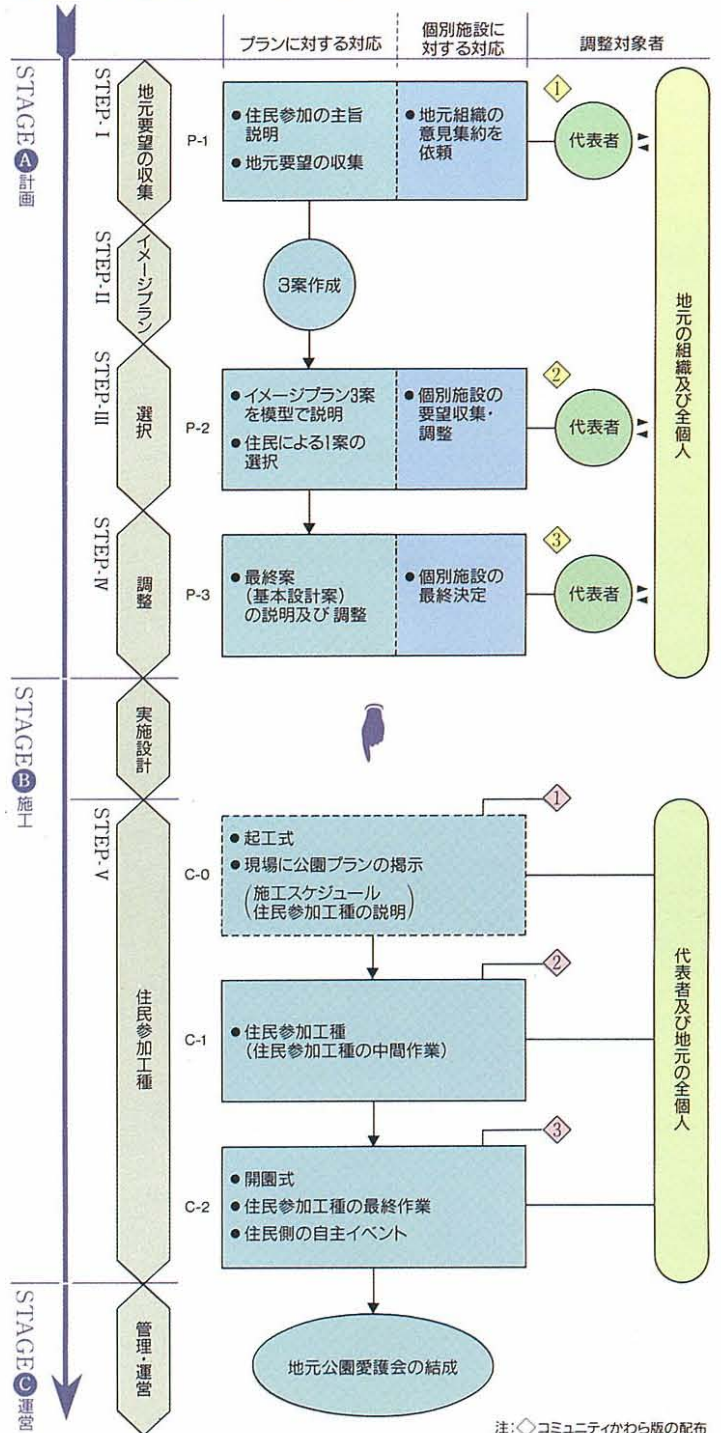 プランに対する対応
個別施設に
対する対応
調整対象者
STAGE A 計画
STEP-I
地元要望の収集
P-1
● 住民参加の主旨
説明
● 地元要望の収集
● 地元組織の
意見集約を
依頼
1
代表者
地元の組織及び全個人
STEP-II
イメージプラン
3案作成
STEP-III
選択
P-2
● イメージプラン3案
を模型で説明
● 住民による1案の
選択
● 個別施設の
要望収集・
調整
2
代表者
STEP-IV
調整
P-3
● 最終案
(基本設計案)
の説明及び 調整
● 個別施設の
最終決定
3
代表者
STAGE B 施工
実施設計
STEP-V
住民参加工種
C-0
● 起工式
● 現場に公園プランの掲示
(施工スケジュール
住民参加工種の説明)
1
代表者及び地元の全個人
C-1
● 住民参加工種
(住民参加工種の中間作業)
2
C-2
● 開園式
● 住民参加工種の最終作業
● 住民側の自主イベント
3
STAGE C 運営
管理・運営
地元公園愛護会の結成
注:◇コミュニティかわら版の配布